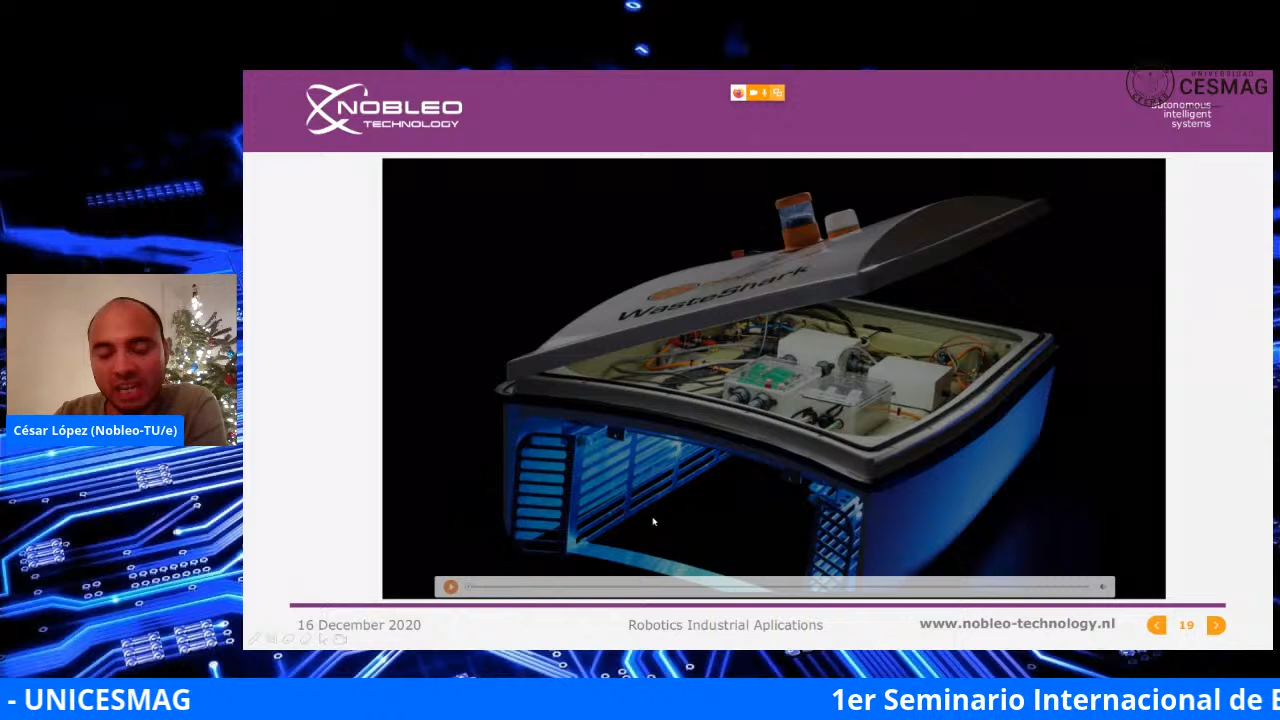 NOBLEO
TECHNOLOGY
UNIVERSIDAD
CESMAG
autonomous
intelligent
systems
WasteShark
César López (Nobleo-TU/e)
16 December 2020
Robotics Industrial Aplications
www.nobleo-technology.nl
19
- UNICESMAG
1er Seminario Internacional de E